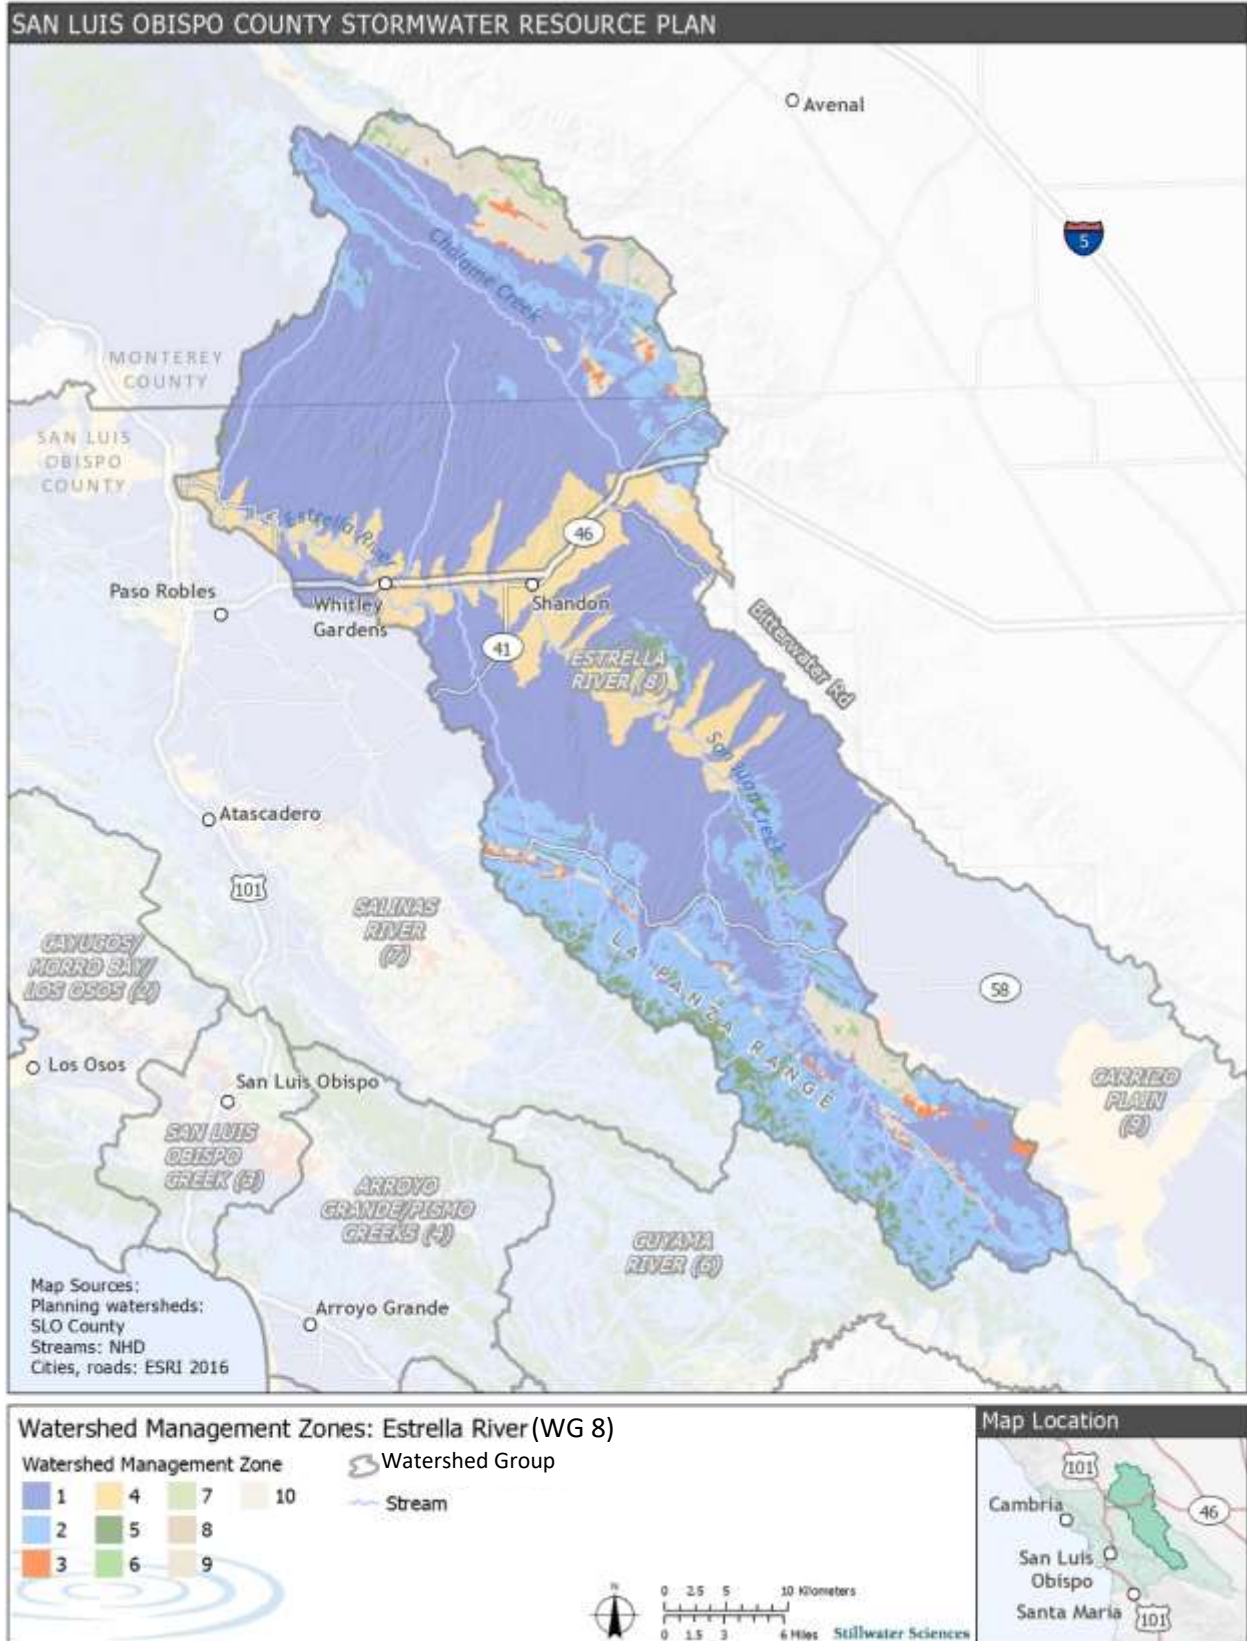 SAN LUIS OBISPO COUNTY STORMWATER RESOURCE PLAN
Avenal
5
Cholame Creek
MONTEREY
COUNTY
SAN LUIS
OBISPO
COUNTY
Estrella River
46
Paso Robles
Whitley
Gardens
Shandon
41
ESTRELLA
RIVER (8)
Bitterwater Rd
San Juan Creek
Atascadero
101
SALINAS
RIVER
(7)
CAYUCOS/
MORRO BAY/
LOS OSOS (2)
LA PANZA RANGE
58
Los Osos
San Luis Obispo
CARRIZO
PLAIN
(9)
SAN LUIS
OBISPO
CREEK (3)
ARROYO
GRANDE/PISMO
CREEKS (4)
CUYAMA
RIVER (6)
Map Sources:
Planning watersheds:
SLO County
Streams: NHD
Cities, roads: ESRI 2016
Arroyo Grande
Watershed Management Zones: Estrella River (WG 8)
Watershed Management Zone
1 4 7 10
2 5 8
3 6 9
Watershed Group
Stream
N
0 2.5 5 10 Kilometers
0 1.5 3 6 Miles
Stillwater Sciences
Map Location
101
Cambria
46
San Luis
Obispo
Santa Maria
101